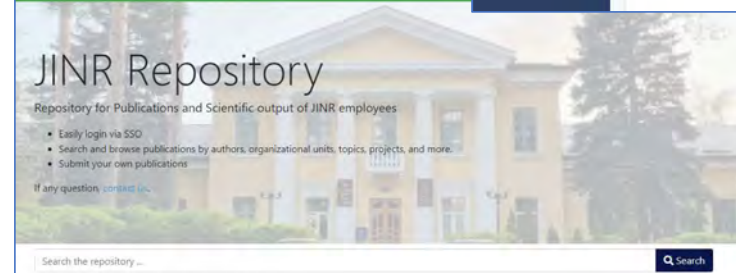 JINR Repository
Repository for Publications and Scientific output of JINR employees
Easily login via SSO
Search and browse publications by authors, organizational units, topics, projects, and more.
Submit your own publications
If any question, contact us.
Search the repository ...
Search